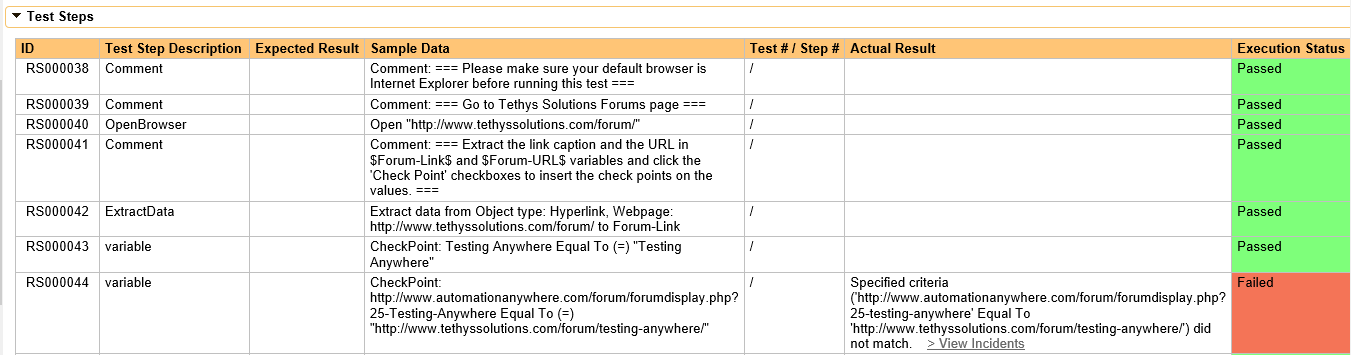 Test Steps
ID Test Step Description Expected Result Sample Data Test # / Step # Actual Result Execution Status
RS000038 Comment Comment: === Please make sure your default browser is / Passed
Internet Explorer before running this test ===
RS000039 Comment Comment: === Go to Tethys Solutions Forums page === / Passed
RS000040 OpenBrowser Open "http://www.tethyssolutions.com/forum/" / Passed
RS000041 Comment Comment: === Extract the link caption and the URL in / Passed
$Forum-Link$ and $Forum-URL$ variables and click the
'Check Point' checkboxes to insert the check points on the
values. ===
RS000042 ExtractData Extract data from Object type: Hyperlink, Webpage: / Passed
http://www.tethyssolutions.com/forum/ to Forum-Link
RS000043 variable CheckPoint: Testing Anywhere Equal To (=) "Testing / Passed
Anywhere"
RS000044 variable CheckPoint: / Specified criteria Failed
http://www.automationanywhere.com/forum/forumdisplay.php? ('http://www.automationanywhere.com/forum/forumdisplay.php?
25-Testing-Anywhere Equal To (=) 25-testing-anywhere' Equal To
"http://www.tethyssolutions.com/forum/testing-anywhere/" 'http://www.tethyssolutions.com/forum/testing-anywhere/') did
not match. > View Incidents